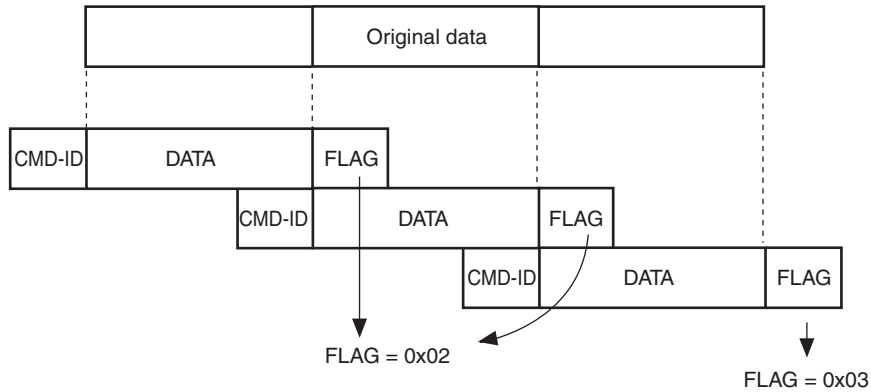 Original data
CMD-ID DATA FLAG
CMD-ID DATA FLAG
CMD-ID DATA FLAG
FLAG = 0x02
FLAG = 0x03